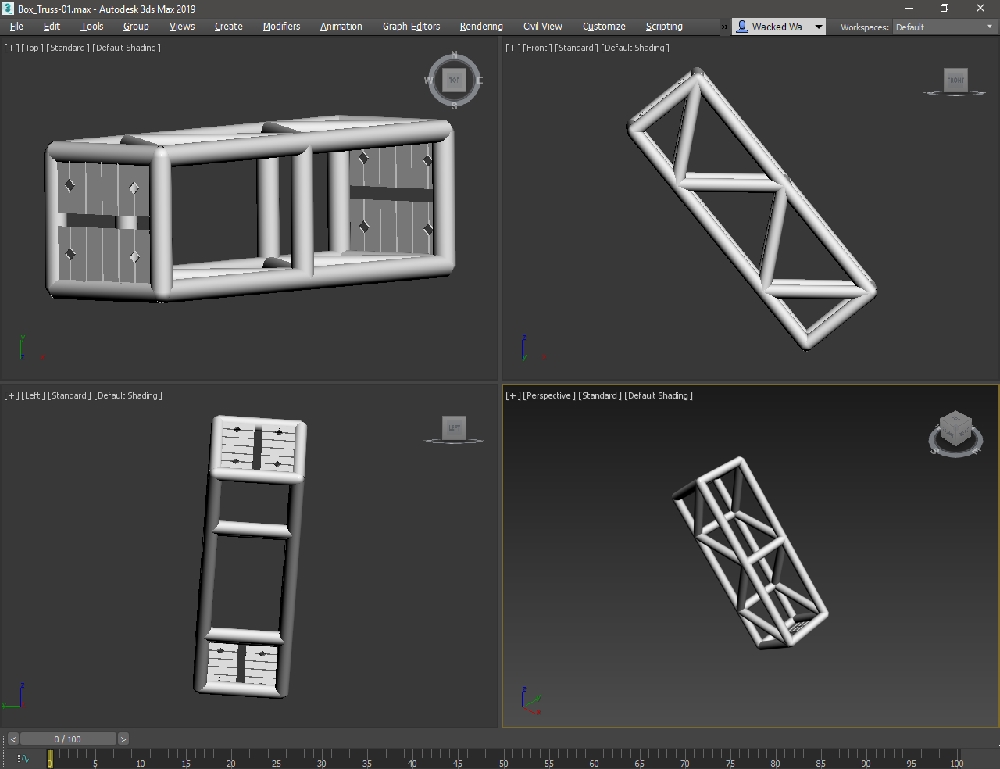 Box_Truss-01.max - Autodesk 3ds Max 2019
File Edit Tools Group Views Create Modifiers Animation Graph Editors Rendering Civil View Customize Scripting » Wacked Wa Workspaces: Default
[+] [Top] [Standard] [Default Shading]
[+] [Front] [Standard] [Default Shading]
N
W TOP E
S
FRONT
Z
[+] [Left] [Standard] [Default Shading]
[+] [Perspective] [Standard] [Default Shading]
LEFT
Z
Z
< 0 / 100 >
0 5 10 15 20 25 30 35 40 45 50 55 60 65 70 75 80 85 90 95 100